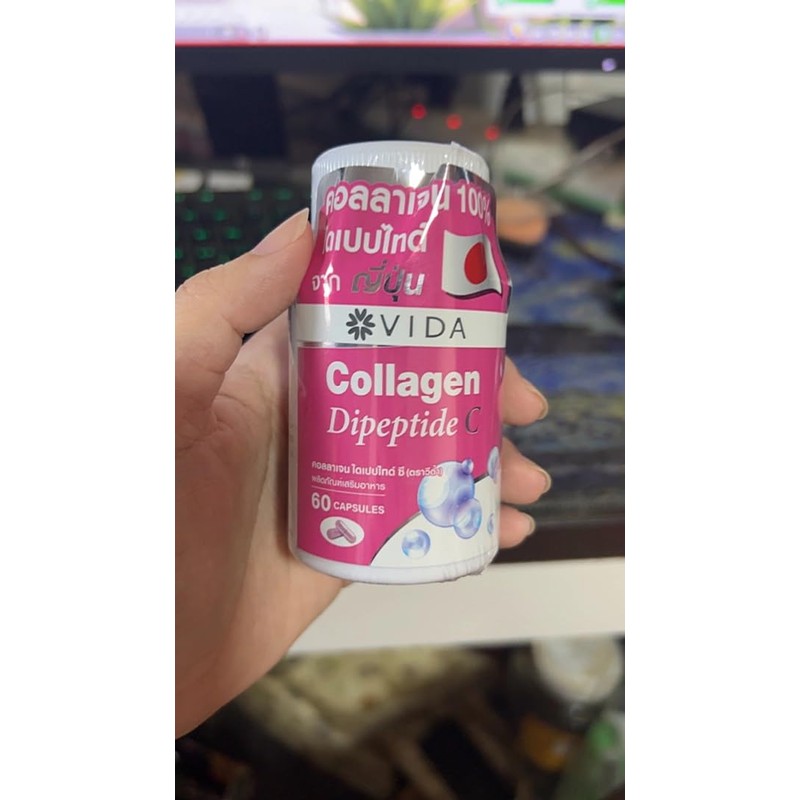 คอลลาเจน 100%
ไดเปปไทด์
จาก ญี่ปุ่น
VIDA
Collagen
Dipeptide C
คอลลาเจน ไดเปปไทด์ ซี (ตราวีด้า)
ผลิตภัณฑ์เสริมอาหาร
60 CAPSULES